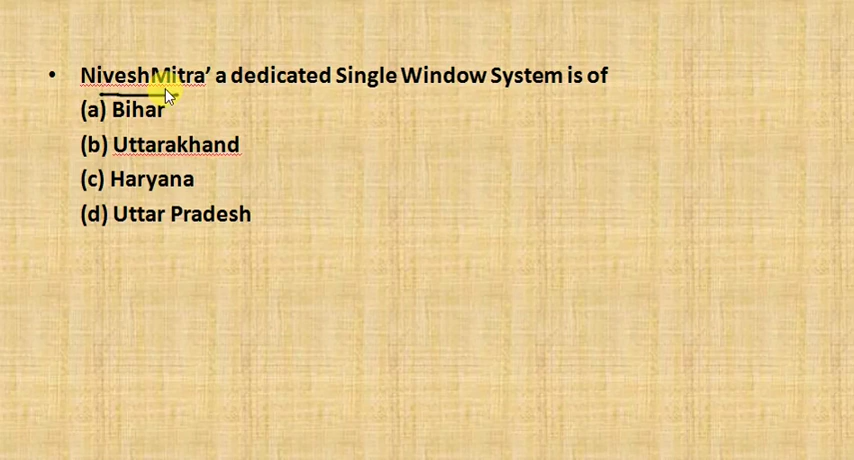 • NiveshMitra’ a dedicated Single Window System is of
(a) Bihar
(b) Uttarakhand
(c) Haryana
(d) Uttar Pradesh